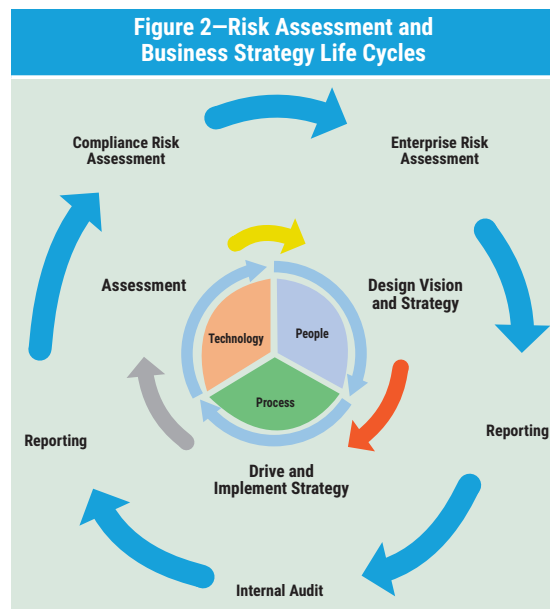 Figure 2—Risk Assessment and
Business Strategy Life Cycles
Compliance Risk
Assessment
Enterprise Risk
Assessment
Assessment
Design Vision
and Strategy
Technology
People
Process
Reporting
Reporting
Drive and
Implement Strategy
Internal Audit